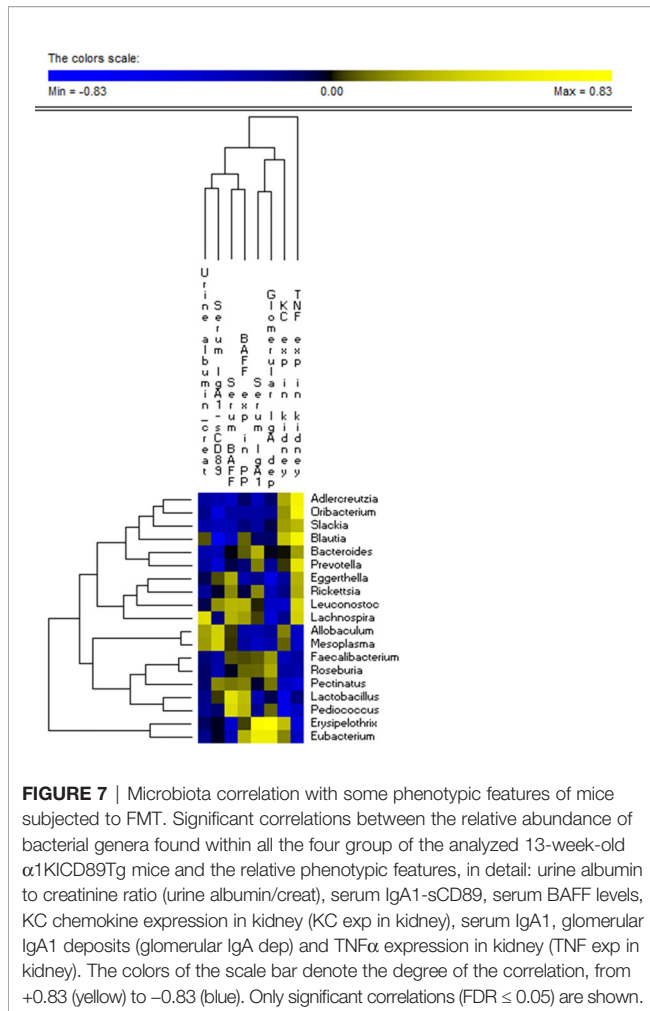 The colors scale:
Min = -0.83 0.00 Max = 0.83
Urine albumin_creat
Serum IgA1-sCD89
Serum BAFF
BAFF exp in PP
Serum IgA1
Glomerular IgA dep
KC exp in kidney
TNF exp in kidney
Adlercreutzia
Oribacterium
Slackia
Blautia
Bacteroides
Prevotella
Eggerthella
Rickettsia
Leuconostoc
Lachnospira
Allobaculum
Mesoplasma
Faecalibacterium
Roseburia
Pectinatus
Lactobacillus
Pediococcus
Erysipelothrix
Eubacterium
FIGURE 7 | Microbiota correlation with some phenotypic features of mice
subjected to FMT. Significant correlations between the relative abundance of
bacterial genera found within all the four group of the analyzed 13-week-old
α1KICD89Tg mice and the relative phenotypic features, in detail: urine albumin
to creatinine ratio (urine albumin/creat), serum IgA1-sCD89, serum BAFF levels,
KC chemokine expression in kidney (KC exp in kidney), serum IgA1, glomerular
IgA1 deposits (glomerular IgA dep) and TNFα expression in kidney (TNF exp in
kidney). The colors of the scale bar denote the degree of the correlation, from
+0.83 (yellow) to −0.83 (blue). Only significant correlations (FDR ≤ 0.05) are shown.